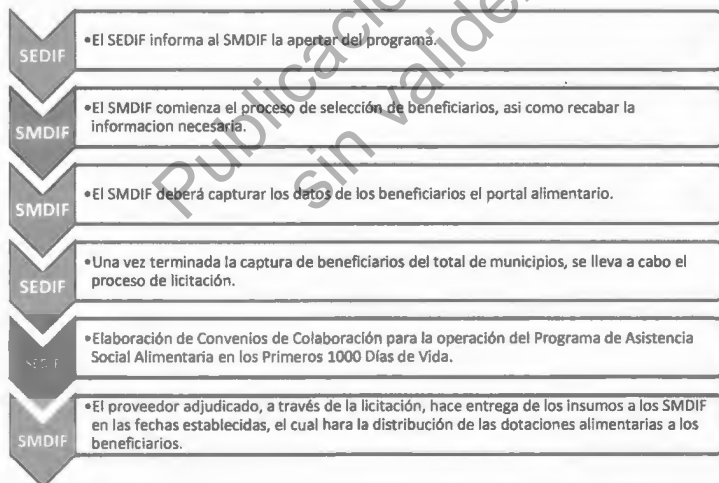 SEDIF
•El SEDIF informa al SMDIF la apertar del programa.
SMDIF
•El SMDIF comienza el proceso de selección de beneficiarios, asi como recabar la
informacion necesaria.
SMDIF
•El SMDIF deberá capturar los datos de los beneficiarios el portal alimentario.
SEDIF
•Una vez terminada la captura de beneficiarios del total de municipios, se lleva a cabo el
proceso de licitación.
SEDIF
•Elaboración de Convenios de Colaboración para la operación del Programa de Asistencia
Social Alimentaria en los Primeros 1000 Días de Vida.
SMDIF
•El proveedor adjudicado, a través de la licitación, hace entrega de los insumos a los SMDIF
en las fechas establecidas, el cual hara la distribución de las dotaciones alimentarias a los
beneficiarios.
sin